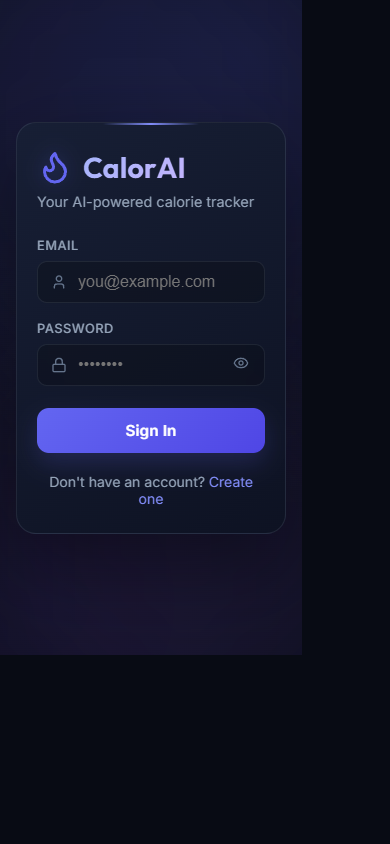 CalorAI
Your AI-powered calorie tracker
EMAIL
you@example.com
PASSWORD
••••••••
Sign In
Don't have an account? Create
one